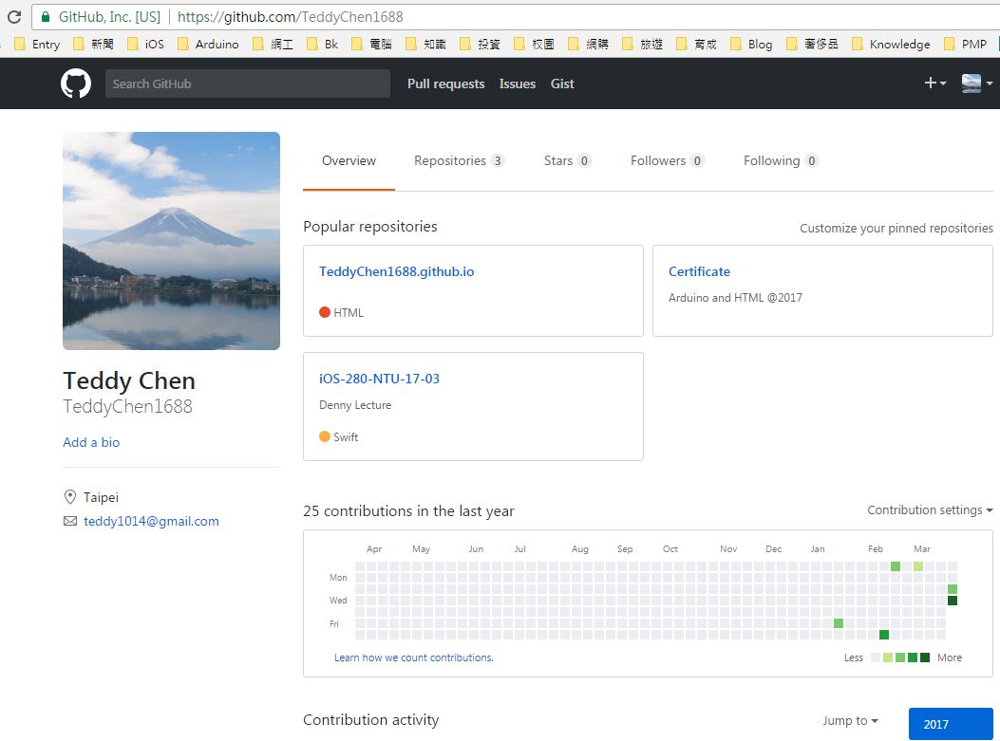 GitHub, Inc. [US] | https://github.com/TeddyChen1688
Entry 新聞 iOS Arduino 網工 Bk 電腦 知識 投資 校園 網購 旅遊 育成 Blog 奢侈品 Knowledge PMP
Search GitHub Pull requests Issues Gist
Overview Repositories 3 Stars 0 Followers 0 Following 0
Popular repositories
Customize your pinned repositories
TeddyChen1688.github.io
HTML
Certificate
Arduino and HTML @2017
iOS-280-NTU-17-03
Denny Lecture
Swift
Teddy Chen
TeddyChen1688
Add a bio
Taipei
teddy1014@gmail.com
25 contributions in the last year
Contribution settings
Apr May Jun Jul Aug Sep Oct Nov Dec Jan Feb Mar
Mon
Wed
Fri
Learn how we count contributions.
Less More
Contribution activity
Jump to
2017